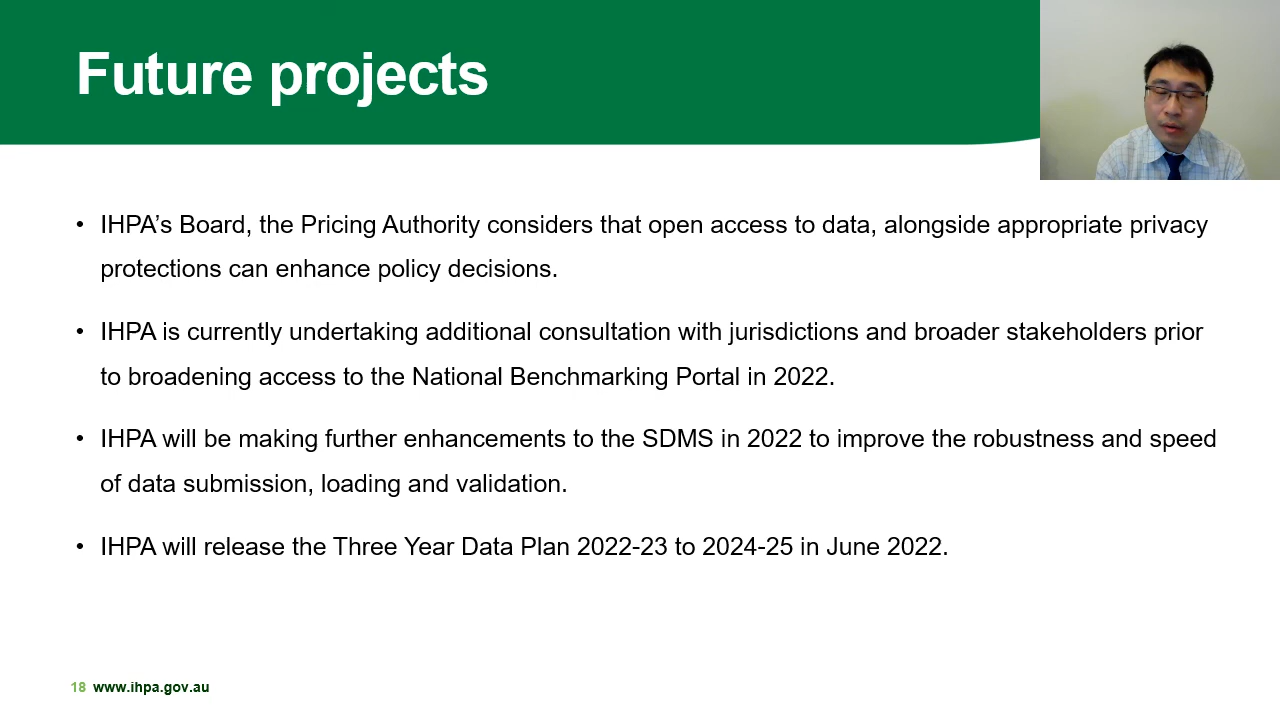 Future projects
• IHPA’s Board, the Pricing Authority considers that open access to data, alongside appropriate privacy
protections can enhance policy decisions.
• IHPA is currently undertaking additional consultation with jurisdictions and broader stakeholders prior
to broadening access to the National Benchmarking Portal in 2022.
• IHPA will be making further enhancements to the SDMS in 2022 to improve the robustness and speed
of data submission, loading and validation.
• IHPA will release the Three Year Data Plan 2022-23 to 2024-25 in June 2022.
18 www.ihpa.gov.au